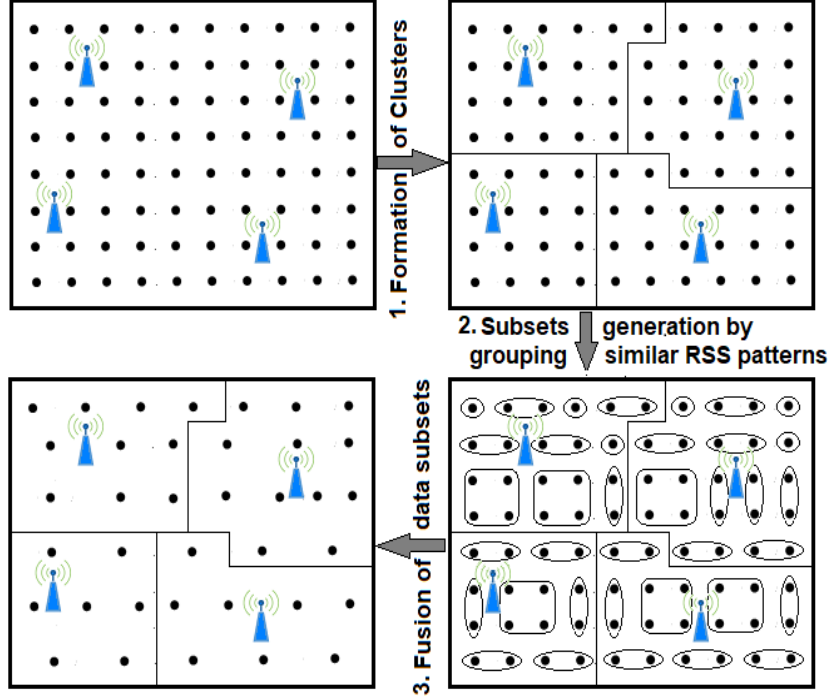 1. Formation of Clusters
2. Subsets generation by
grouping similar RSS patterns
3. Fusion of data subsets